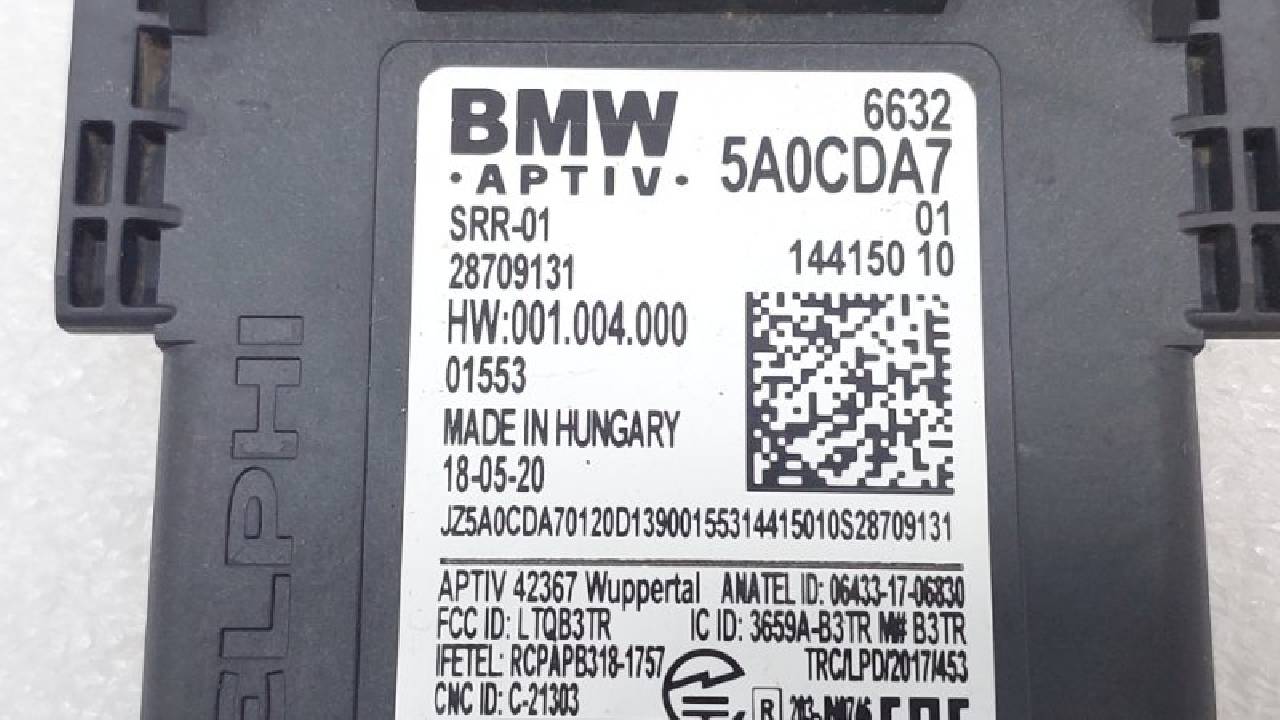 BMW 6632
·APTIV· 5A0CDA7
SRR-01 01
28709131 144150 10
HW:001.004.000
01553
MADE IN HUNGARY
18-05-20
JZ5A0CDA70120D13900155314415010S28709131
APTIV 42367 Wuppertal ANATEL ID: 06433-17-06830
FCC ID: LTQB3TR IC ID: 3659A-B3TR M# B3TR
IFETEL: RCPAPB318-1757 TRC/LPD/2017/453
CNC ID: C-21303 R
ELPHI